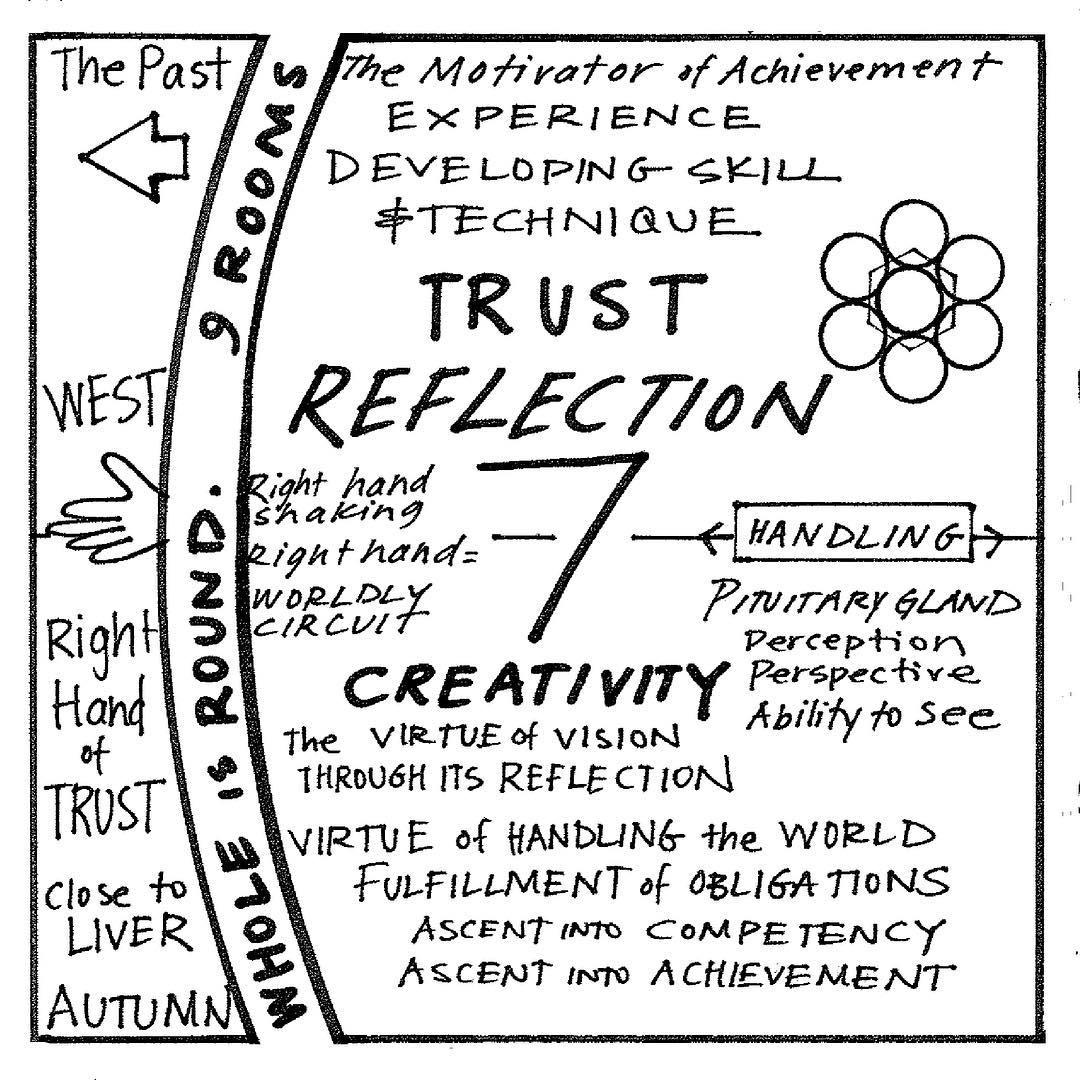 The Past
WEST
Right
Hand
of
TRUST
Close to
LIVER
AUTUMN
WHOLE is ROUND. 9 ROOMS
The Motivator of Achievement
EXPERIENCE
DEVELOPING SKILL
& TECHNIQUE
TRUST
REFLECTION
Right hand
shaking
Right hand=
WORLDLY
CIRCUIT
7
HANDLING
PITUITARY GLAND
Perception
Perspective
Ability to see
CREATIVITY
The VIRTUE of VISION
THROUGH ITS REFLECTION
VIRTUE of HANDLING the WORLD
FULFILLMENT of OBLIGATIONS
ASCENT INTO COMPETENCY
ASCENT INTO ACHIEVEMENT